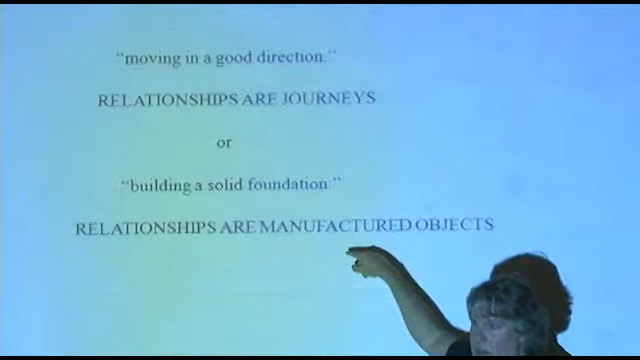 “moving in a good direction.”
RELATIONSHIPS ARE JOURNEYS
or
“building a solid foundation.”
RELATIONSHIPS ARE MANUFACTURED OBJECTS